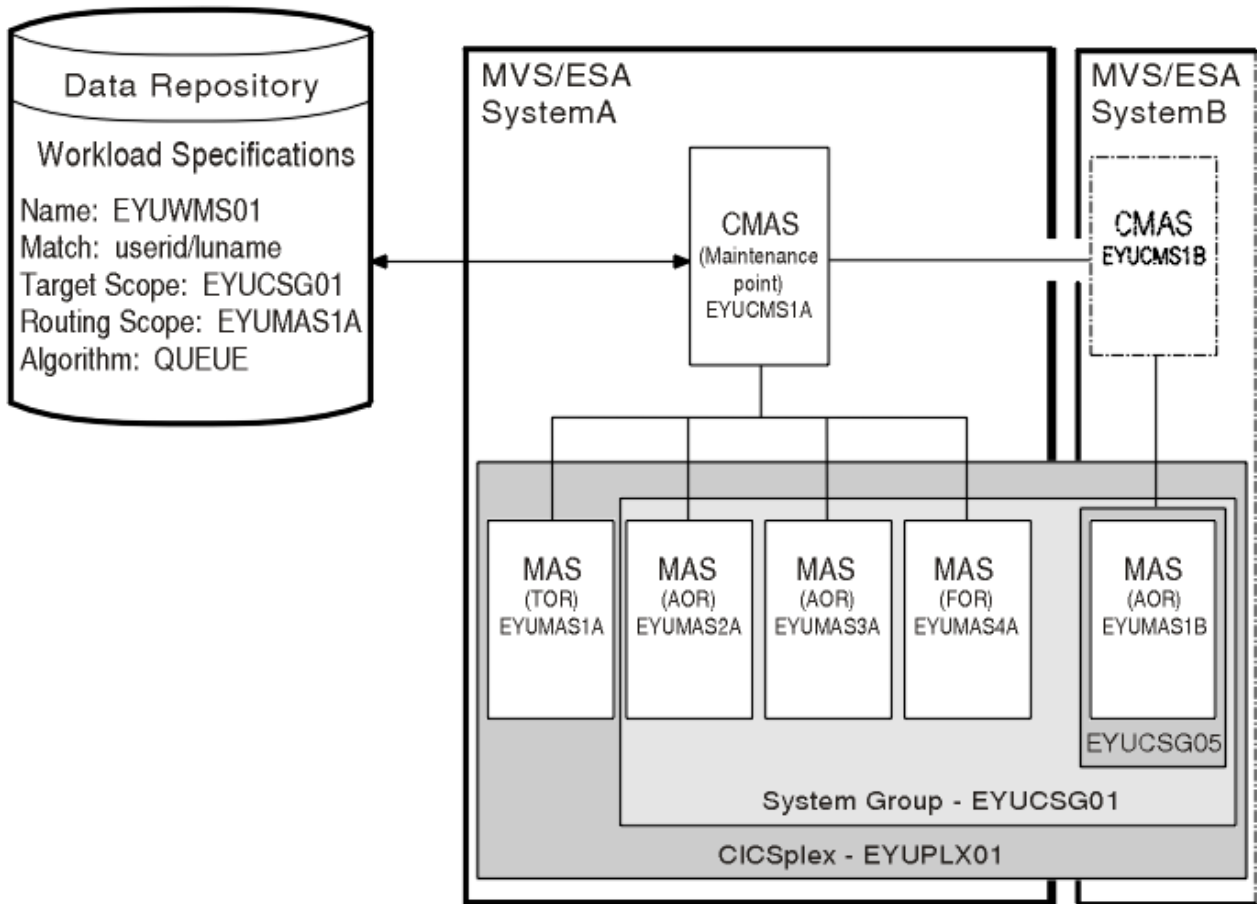 Data Repository
Workload Specifications
Name: EYUWMS01
Match: userid/luname
Target Scope: EYUCSG01
Routing Scope: EYUMAS1A
Algorithm: QUEUE
MVS/ESA
SystemA
CMAS
(Maintenance
point)
EYUCMS1A
MVS/ESA
SystemB
CMAS
EYUCMS1B
MAS
(TOR)
EYUMAS1A
MAS
(AOR)
EYUMAS2A
MAS
(AOR)
EYUMAS3A
MAS
(FOR)
EYUMAS4A
MAS
(AOR)
EYUMAS1B
EYUCSG05
System Group - EYUCSG01
CICSplex - EYUPLX01